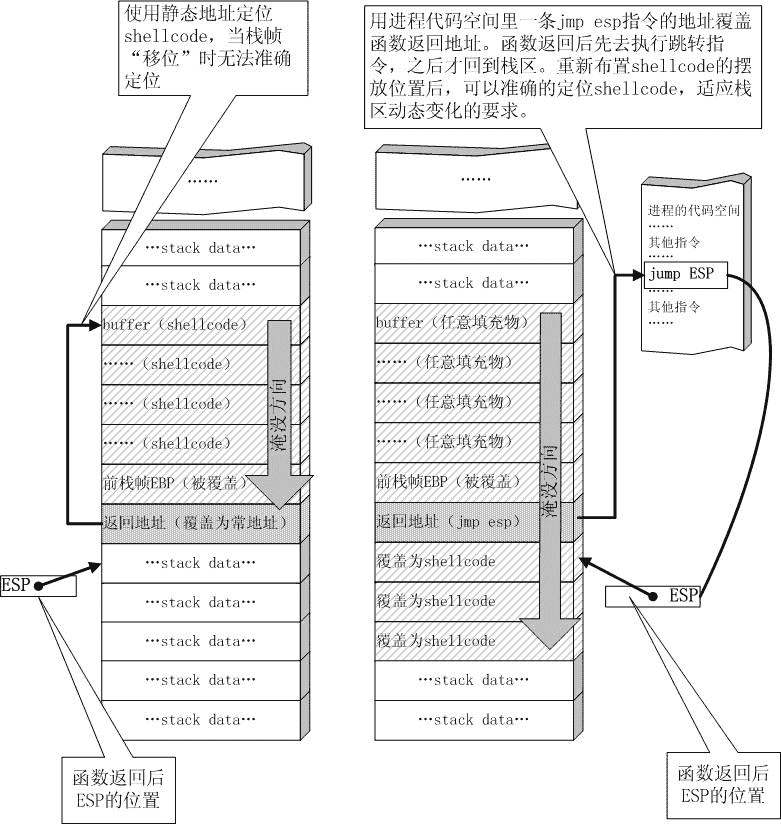 使用静态地址定位
shellcode，当栈帧
“移位”时无法准确
定位
用进程代码空间里一条jmp esp指令的地址覆盖
函数返回地址。函数返回后先去执行跳转指
令，之后才回到栈区。重新布置shellcode的摆
放位置后，可以准确的定位shellcode，适应栈
区动态变化的要求。
……
…stack data…
…stack data…
buffer（shellcode）
……（shellcode）
……（shellcode）
……（shellcode）
前栈帧EBP（被覆盖）
返回地址（覆盖为常地址）
…stack data…
…stack data…
…stack data…
…stack data…
…stack data…
淹没方向
ESP
函数返回后
ESP的位置
……
…stack data…
…stack data…
buffer（任意填充物）
……（任意填充物）
……（任意填充物）
……（任意填充物）
前栈帧EBP（被覆盖）
返回地址（jmp esp）
覆盖为shellcode
覆盖为shellcode
覆盖为shellcode
…stack data…
…stack data…
淹没方向
进程的代码空间
……
其他指令
……
jump ESP
……
其他指令
……
ESP
函数返回后
ESP的位置